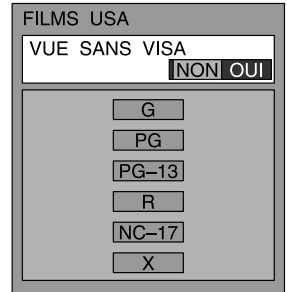 FILMS USA
VUE SANS VISA
NON OUI
G
PG
PG–13
R
NC–17
X